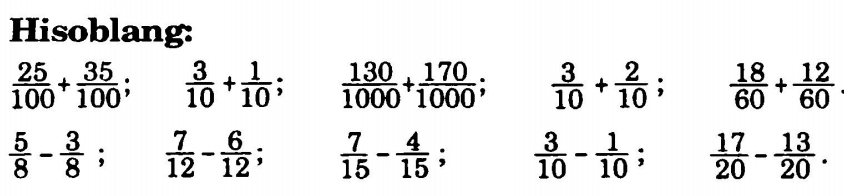 Hisoblang:
25/100 + 35/100; 3/10 + 1/10; 130/1000 + 170/1000; 3/10 + 2/10; 18/60 + 12/60.
5/8 − 3/8; 7/12 − 6/12; 7/15 − 4/15; 3/10 − 1/10; 17/20 − 13/20.